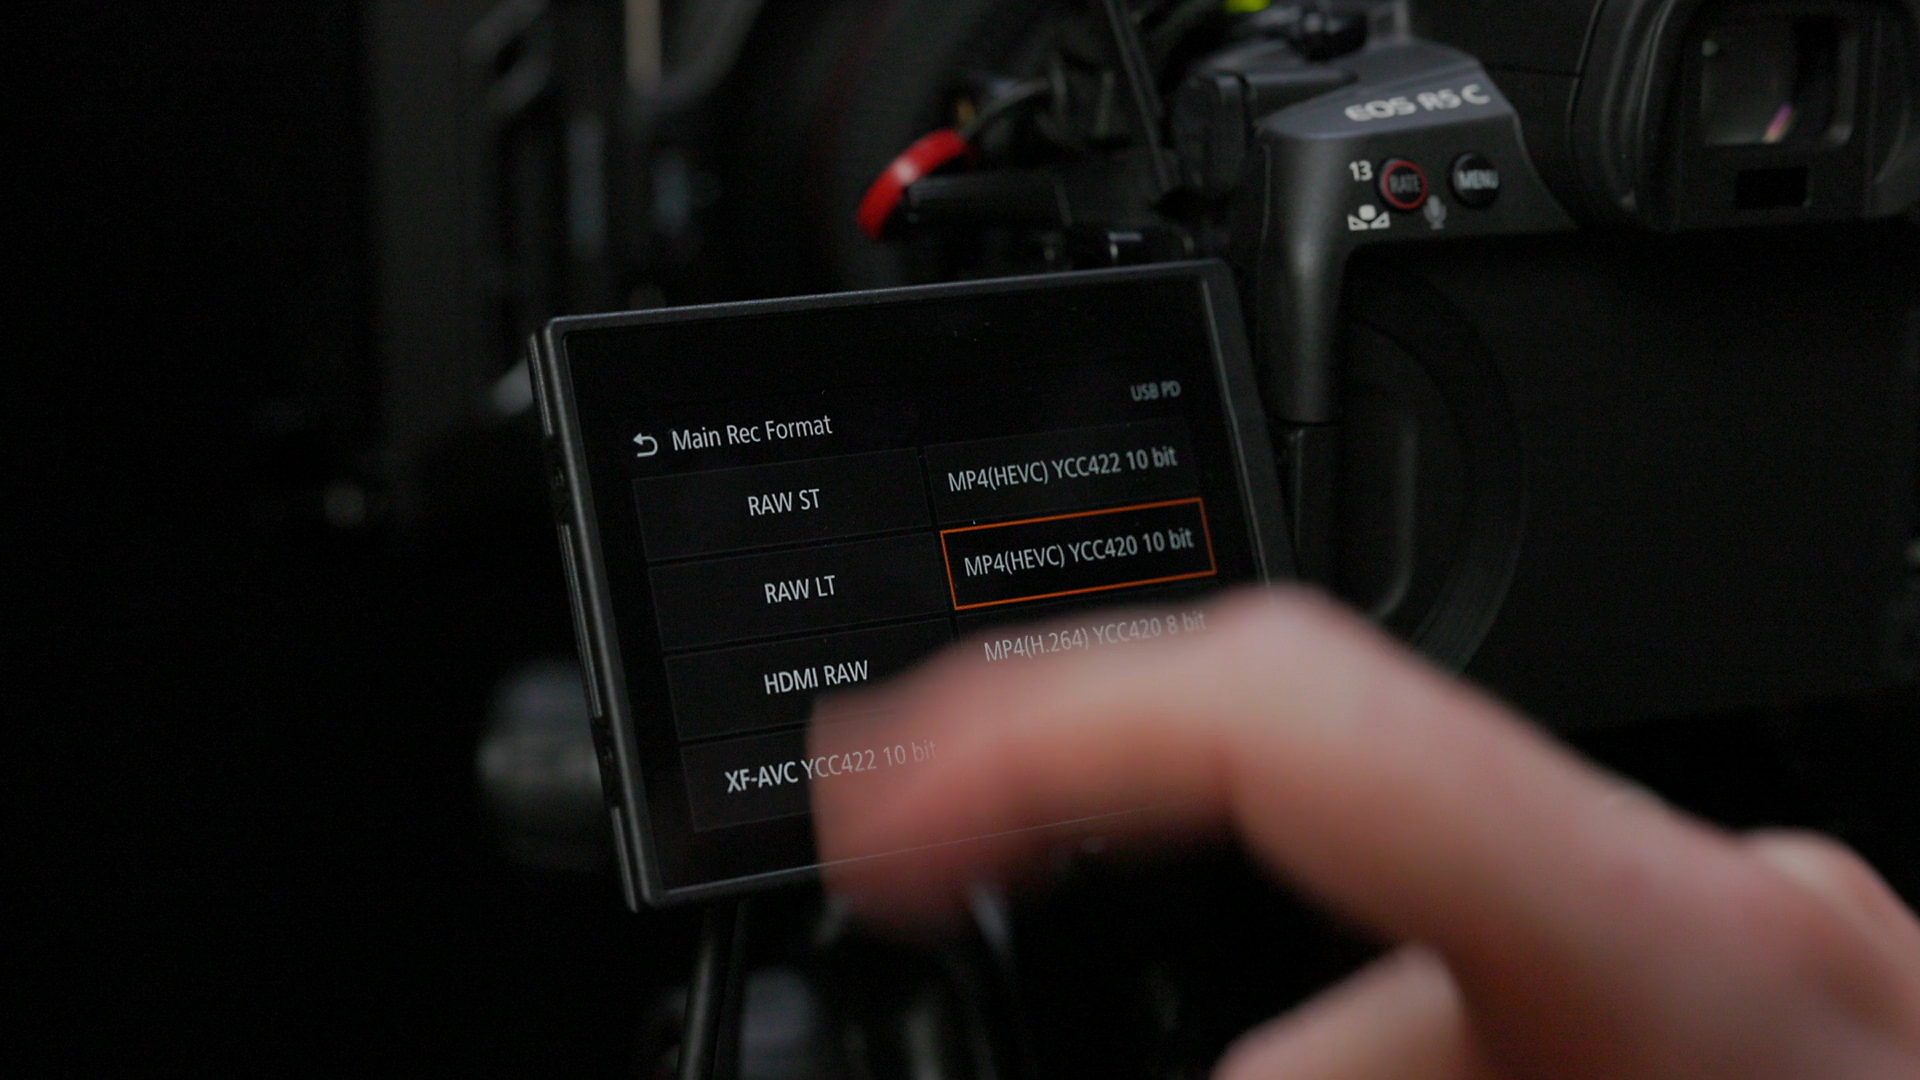 EOS R5 C
13
RATE
MENU
USB PD
Main Rec Format
RAW ST
MP4(HEVC) YCC422 10 bit
RAW LT
MP4(HEVC) YCC420 10 bit
HDMI RAW
MP4(H.264) YCC420 8 bit
XF-AVC YCC422 10 bit